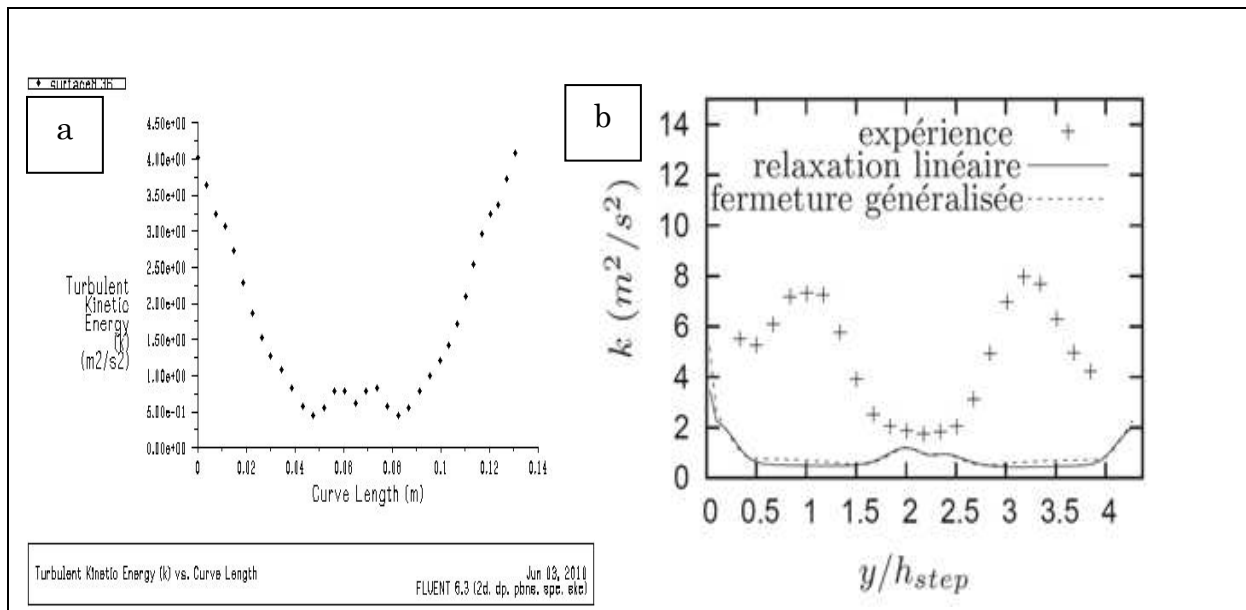 a
4.50e+00
4.00e+00
3.50e+00
3.00e+00
2.50e+00
2.00e+00
1.50e+00
1.00e+00
5.00e-01
0.00e+00
Turbulent
Kinetic
Energy
(k)
(m2/s2)
0 0.02 0.04 0.06 0.08 0.1 0.12 0.14
Curve Length (m)
Turbulent Kinetic Energy (k) vs. Curve Length
Jun 03, 2010
FLUENT 6.3 (2d, dp, pbns, spe, ske)
b
expérience
relaxation linéaire
fermeture généralisée
14
12
10
8
6
4
2
0
k (m²/s²)
0 0.5 1 1.5 2 2.5 3 3.5 4
y/h_step